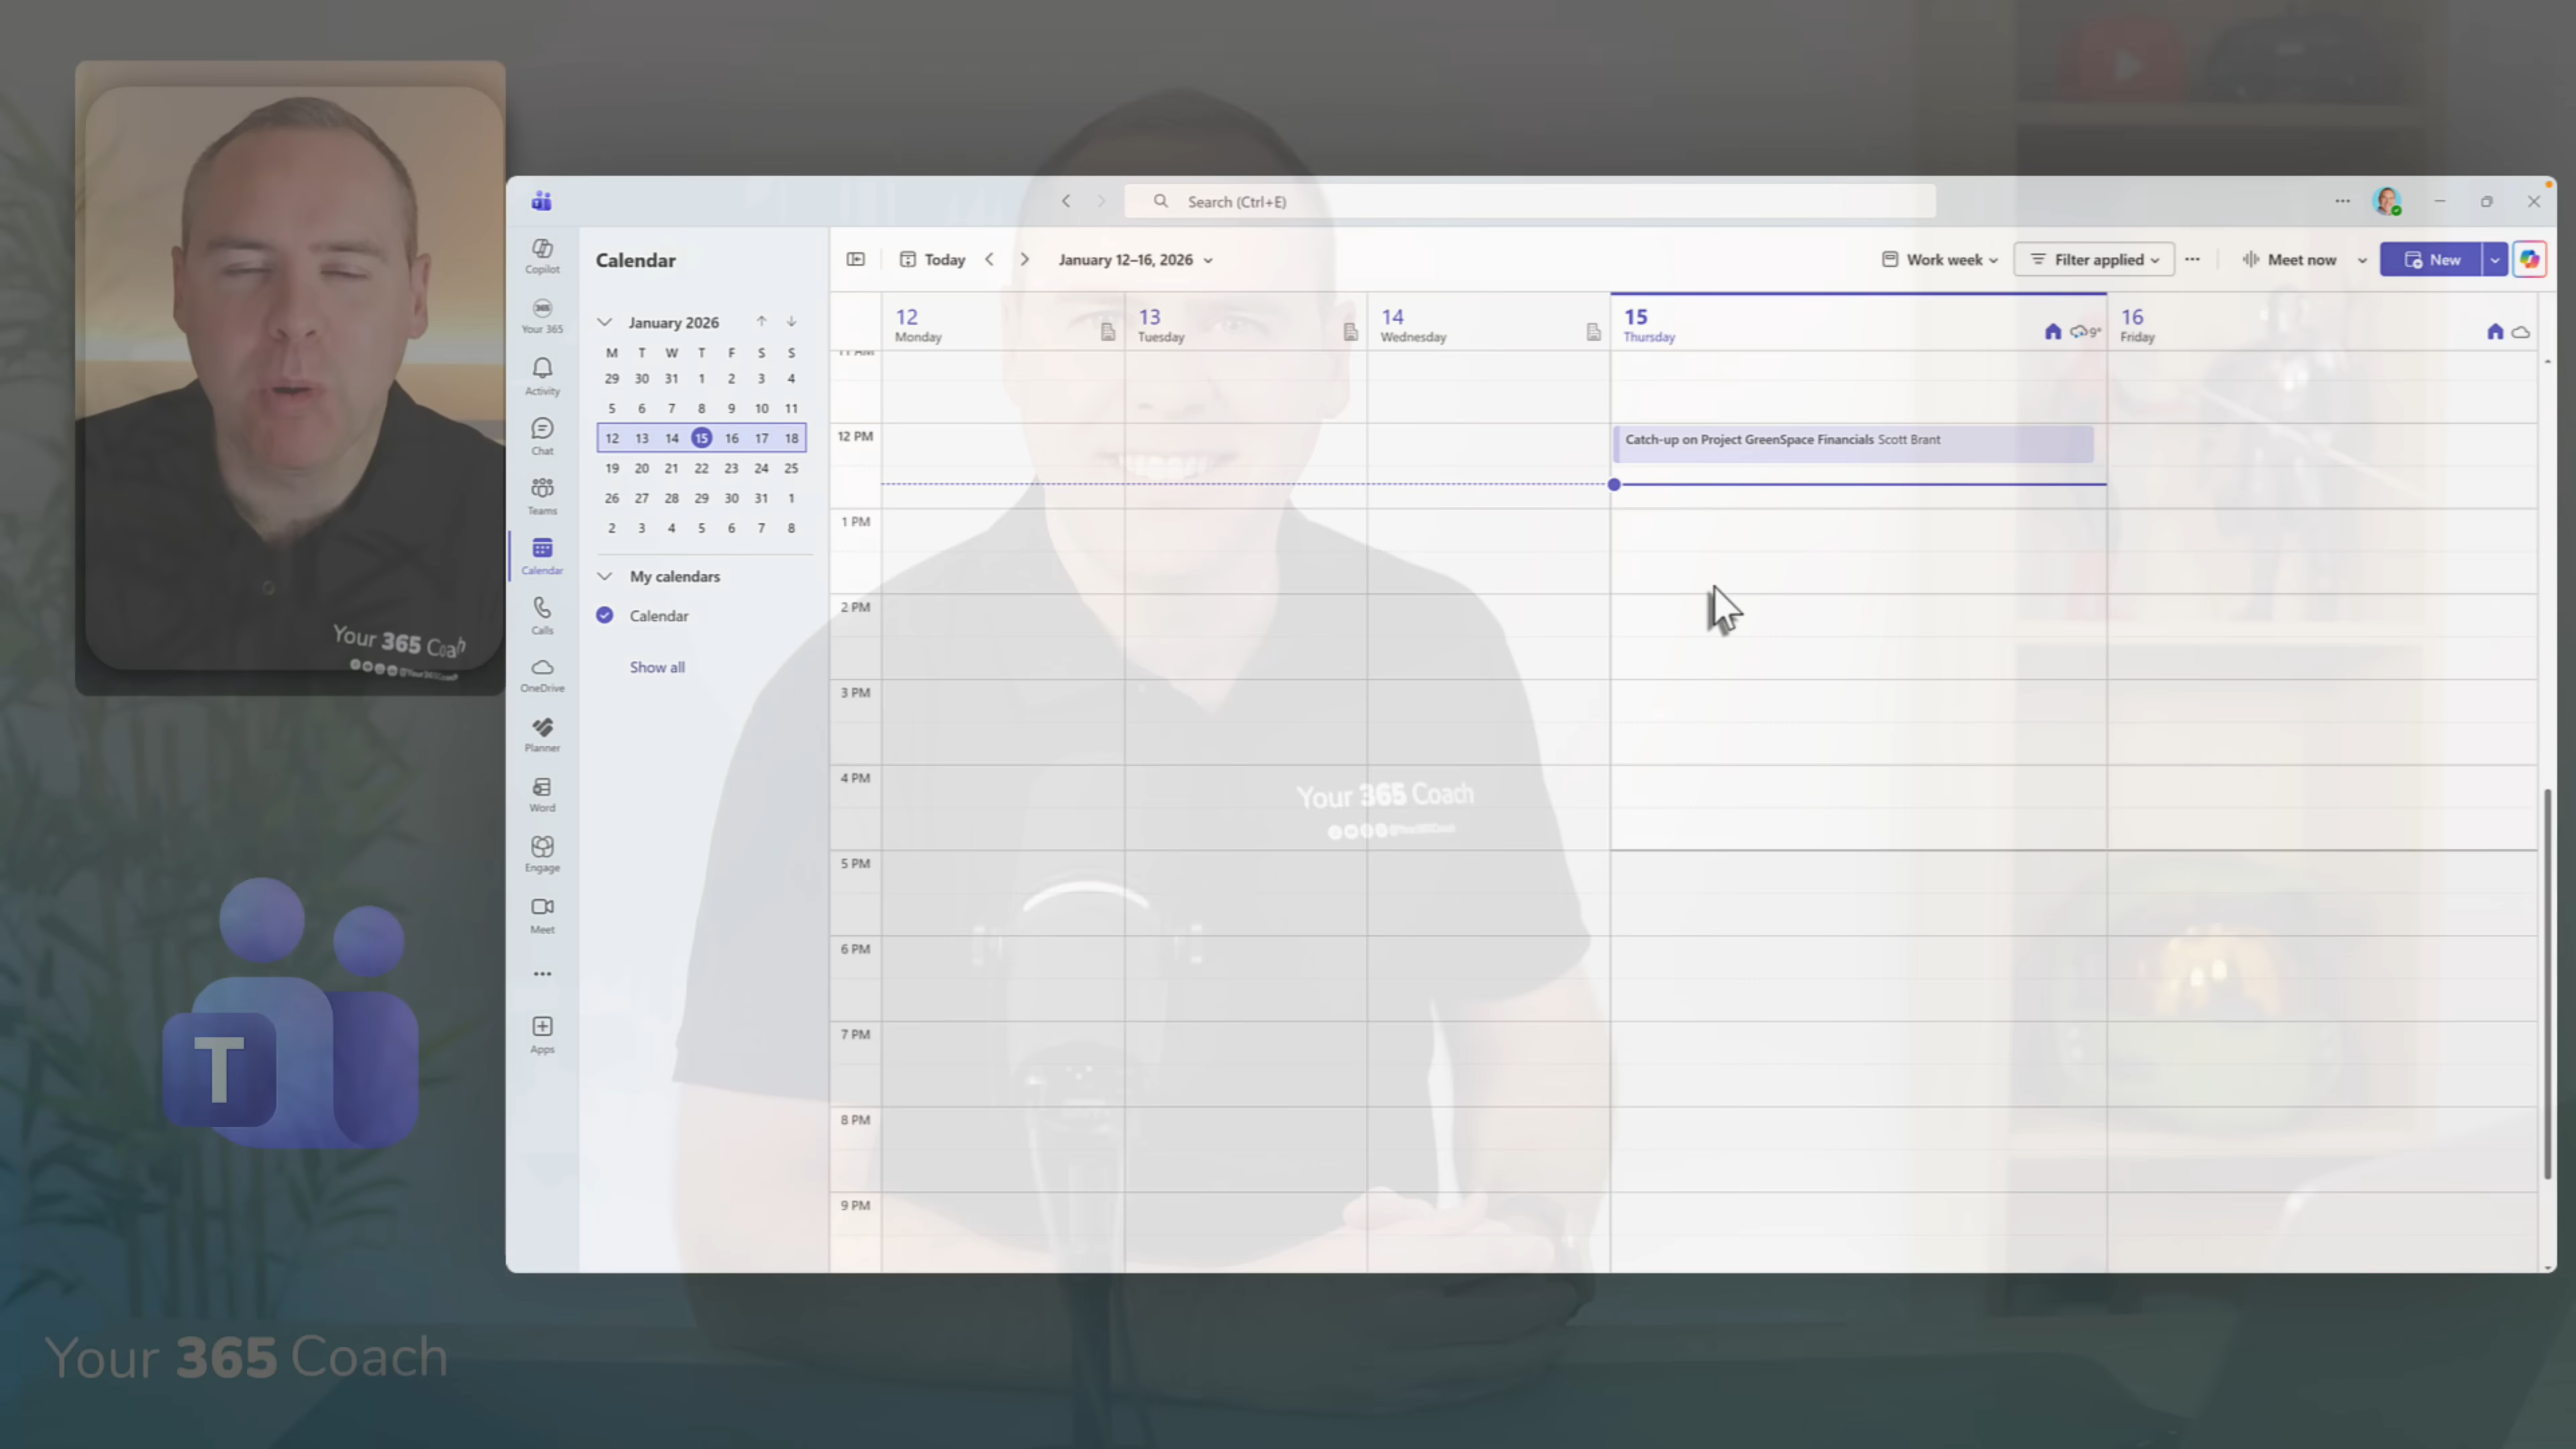 Search (Ctrl+E)
Copilot
Your 365
Activity
Chat
Teams
Calendar
Calls
OneDrive
Planner
Word
Engage
Meet
Apps
Calendar
January 2026
M T W T F S S
29 30 31 1 2 3 4
5 6 7 8 9 10 11
12 13 14 15 16 17 18
19 20 21 22 23 24 25
26 27 28 29 30 31 1
2 3 4 5 6 7 8
My calendars
Calendar
Show all
Today
January 12–16, 2026
Work week
Filter applied
Meet now
New
12
Monday
13
Tuesday
14
Wednesday
15
Thursday
9°
16
Friday
11 AM
12 PM
Catch-up on Project GreenSpace Financials Scott Brant
1 PM
2 PM
3 PM
4 PM
5 PM
6 PM
7 PM
8 PM
9 PM
Your 365 Coach
@Your365Coach
Your 365 Coach
T
Your 365 Coach